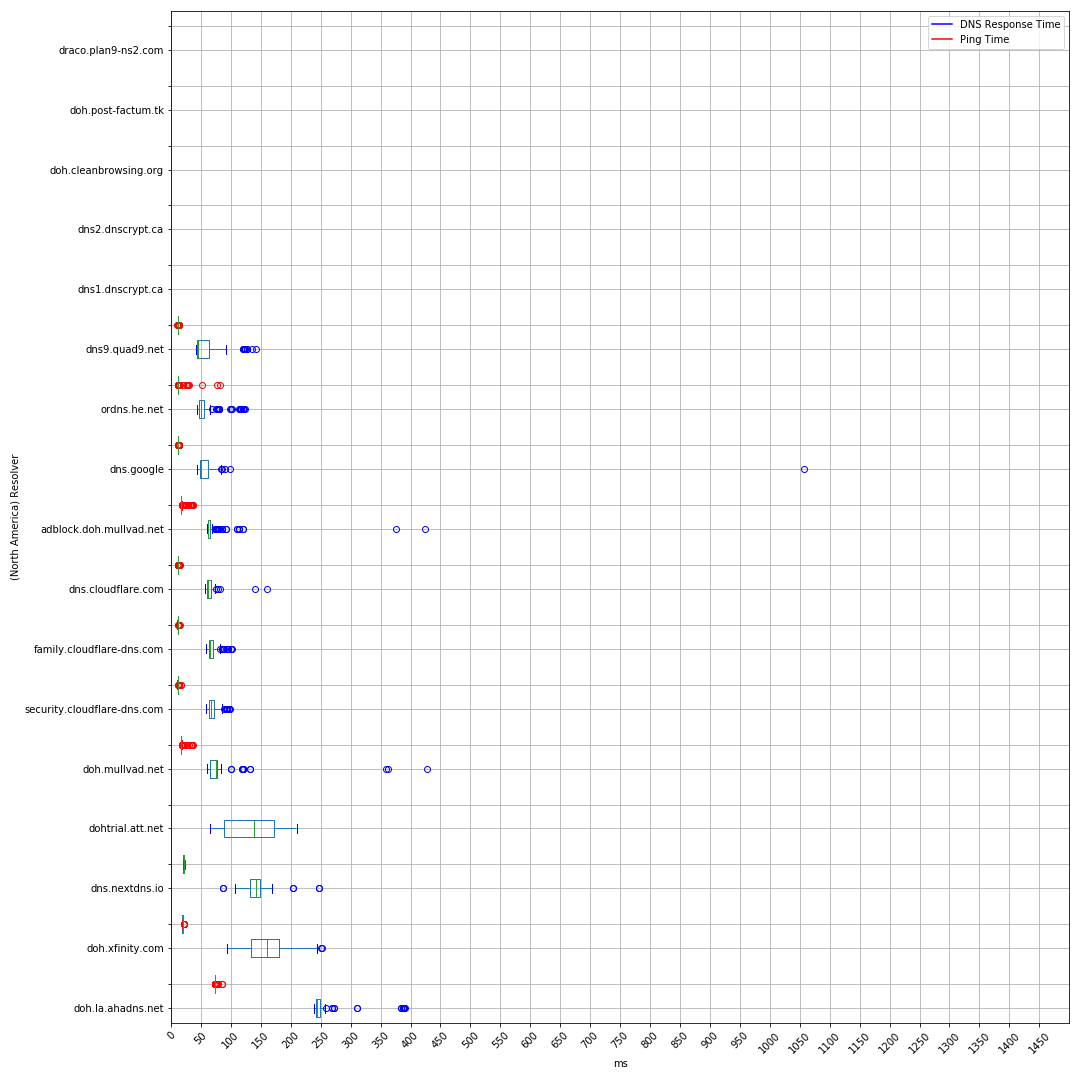 DNS Response Time
Ping Time
draco.plan9-ns2.com
doh.post-factum.tk
doh.cleanbrowsing.org
dns2.dnscrypt.ca
dns1.dnscrypt.ca
dns9.quad9.net
ordns.he.net
dns.google
adblock.doh.mullvad.net
dns.cloudflare.com
family.cloudflare-dns.com
security.cloudflare-dns.com
doh.mullvad.net
dohtrial.att.net
dns.nextdns.io
doh.xfinity.com
doh.la.ahadns.net
(North America) Resolver
0 50 100 150 200 250 300 350 400 450 500 550 600 650 700 750 800 850 900 950 1000 1050 1100 1150 1200 1250 1300 1350 1400 1450
ms